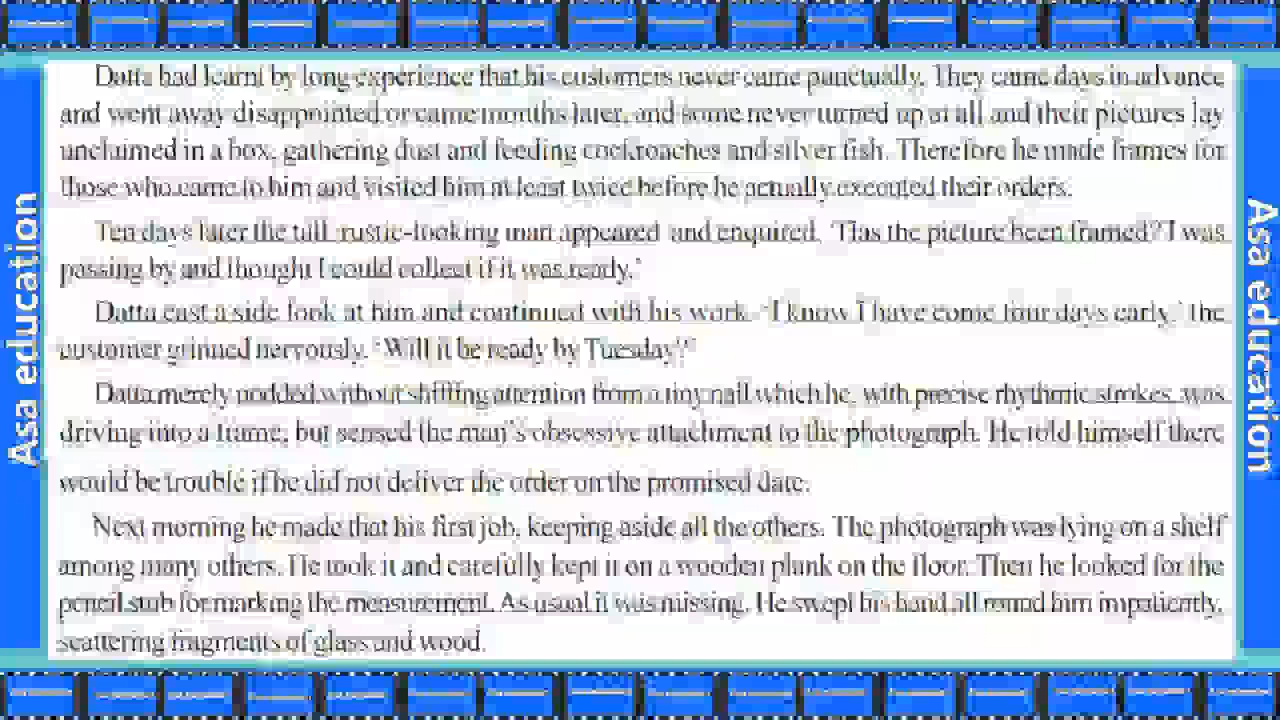 Datta had learnt by long experience that his customers never came punctually. They came days in advance
and went away disappointed or came months later, and some never turned up at all and their pictures lay
unclaimed in a box, gathering dust and feeding cockroaches and silver fish. Therefore he made frames for
those who came to him and visited him at least twice before he actually executed their orders.
Ten days later the tall rustic-looking man appeared and enquired, 'Has the picture been framed? I was
passing by and thought I could collect if it was ready.'
Datta cast a side look at him and continued with his work. 'I know I have come four days early,' the
customer grinned nervously. 'Will it be ready by Tuesday?'
Datta merely nodded without shifting attention from a tiny nail which he, with precise rhythmic strokes was
driving into a frame, but sensed the man's obsessive attachment to the photograph. He told himself there
would be trouble if he did not deliver the order on the promised date.
Next morning he made that his first job, keeping aside all the others. The photograph was lying on a shelf
among many others. He took it and carefully kept it on a wooden plank on the floor. Then he looked for the
pencil stub for marking the measurement. As usual it was missing. He swept his hand all round him impatiently,
scattering fragments of glass and wood.
Asa education
Asa education